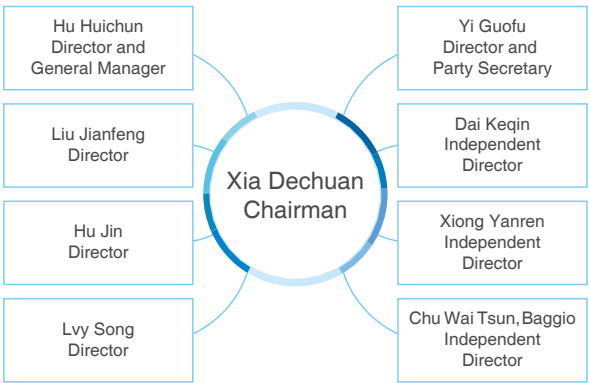 Hu Huichun
Director and
General Manager
Liu Jianfeng
Director
Hu Jin
Director
Lvy Song
Director
Xia Dechuan
Chairman
Yi Guofu
Director and
Party Secretary
Dai Keqin
Independent
Director
Xiong Yanren
Independent
Director
Chu Wai Tsun, Baggio
Independent
Director